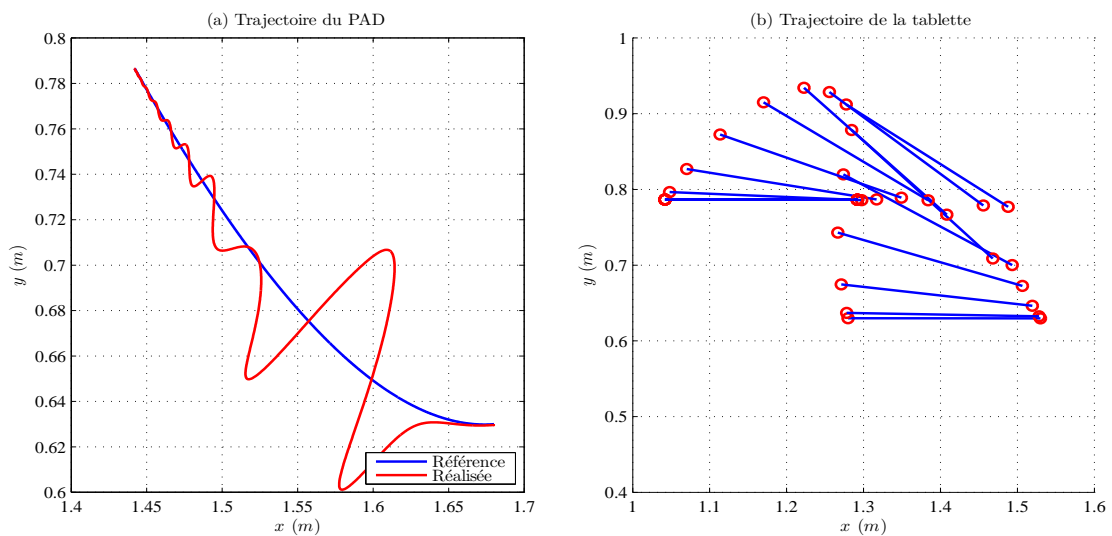 (a) Trajectoire du PAD
0.8
0.78
0.76
0.74
0.72
0.7
0.68
0.66
0.64
0.62
0.6
y (m)
1.4 1.45 1.5 1.55 1.6 1.65 1.7
x (m)
Référence
Réalisée
(b) Trajectoire de la tablette
1
0.9
0.8
0.7
0.6
0.5
0.4
y (m)
1 1.1 1.2 1.3 1.4 1.5 1.6
x (m)